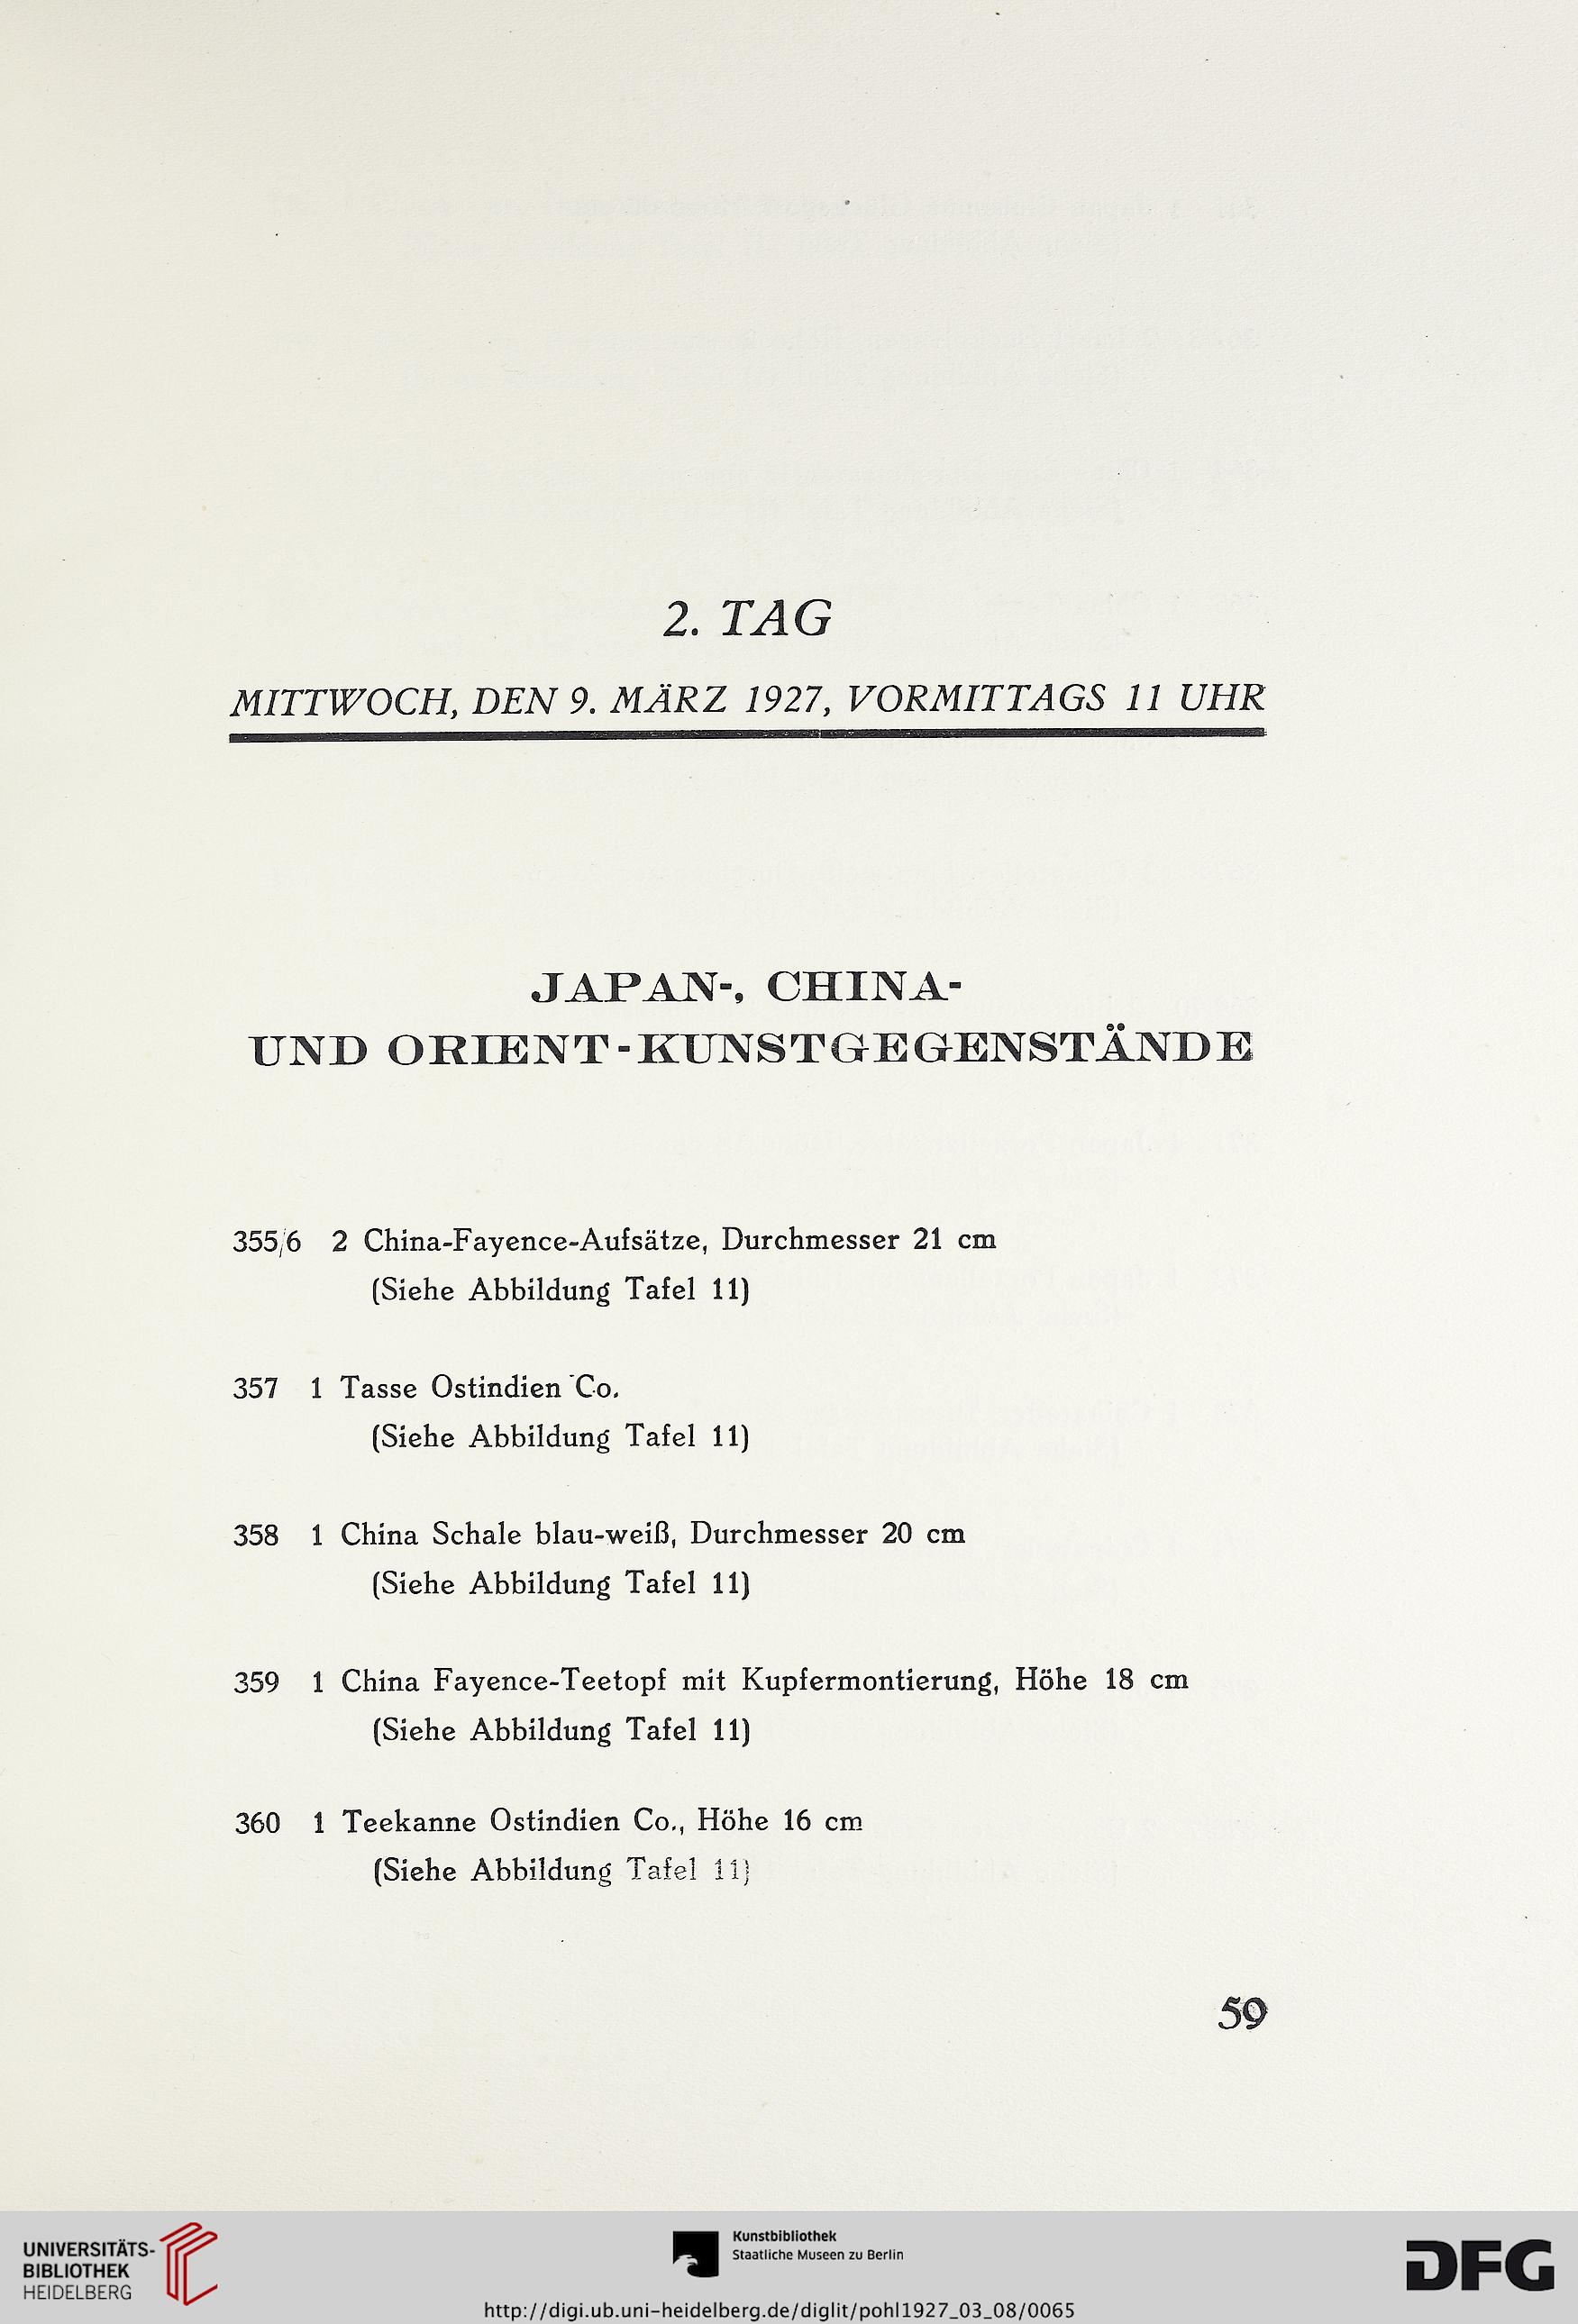 2. TAG
MITTWOCH, DEN 9. MÄRZ 1927, VORMITTAGS 11 UHR
JAPAN-, CHINA-
UND ORIENT-KUNSTGEGENSTÄNDE
355/6 2 China-Fayence-Aufsätze, Durchmesser 21 cm
(Siehe Abbildung Tafel 11)
357 1 Tasse Ostindien Co.
(Siehe Abbildung Tafel 11)
358 1 China Schale blau-weiß, Durchmesser 20 cm
(Siehe Abbildung Tafel 11)
359 1 China Fayence-Teetopf mit Kupfermontierung, Höhe 18 cm
(Siehe Abbildung Tafel 11)
360 1 Teekanne Ostindien Co., Höhe 16 cm
(Siehe Abbildung Tafel 11)
59
UNIVERSITÄTS-
BIBLIOTHEK
HEIDELBERG
Kunstbibliothek
Staatliche Museen zu Berlin
DFG
http://digi.ub.uni-heidelberg.de/diglit/pohl1927_03_08/0065